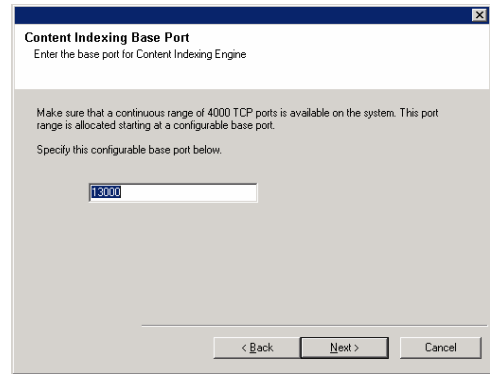 Content Indexing Base Port
Enter the base port for Content Indexing Engine
Make sure that a continuous range of 4000 TCP ports is available on the system. This port
range is allocated starting at a configurable base port.
Specify this configurable base port below.
13000
< Back
Next >
Cancel